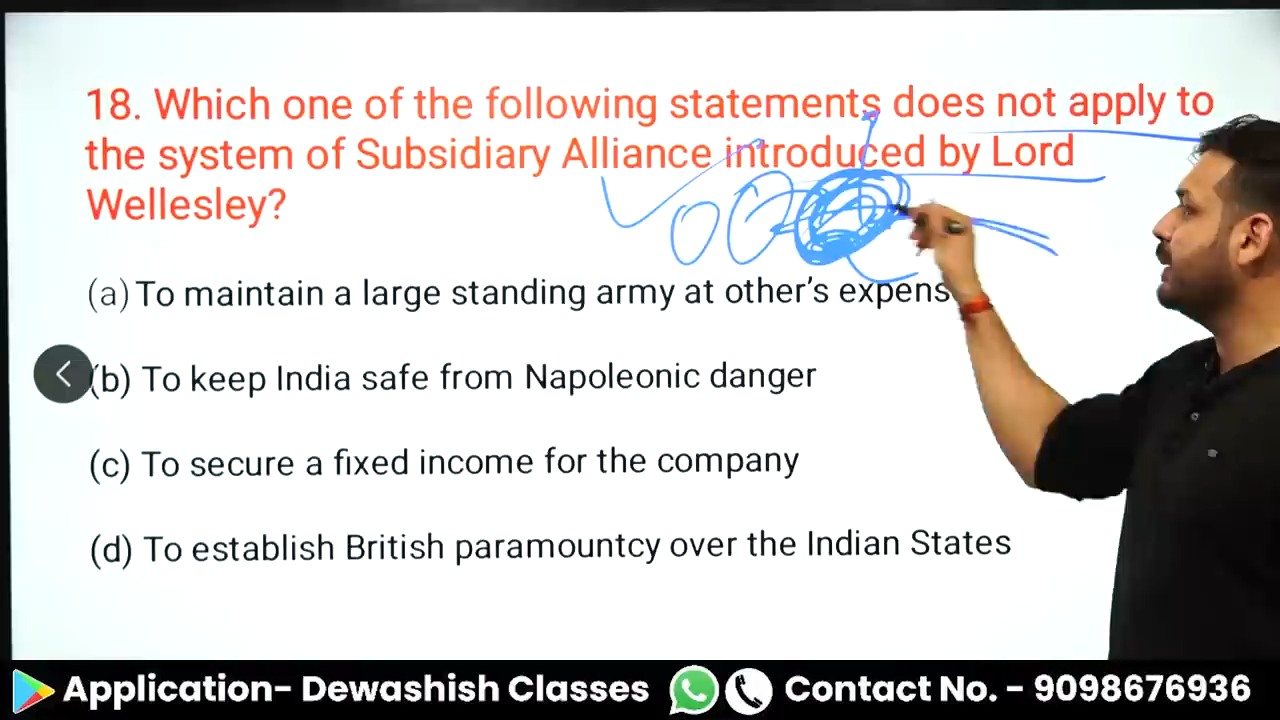 18. Which one of the following statements does not apply to
the system of Subsidiary Alliance introduced by Lord
Wellesley?
(a) To maintain a large standing army at other's expens
(b) To keep India safe from Napoleonic danger
(c) To secure a fixed income for the company
(d) To establish British paramountcy over the Indian States
Application- Dewashish Classes Contact No. - 9098676936